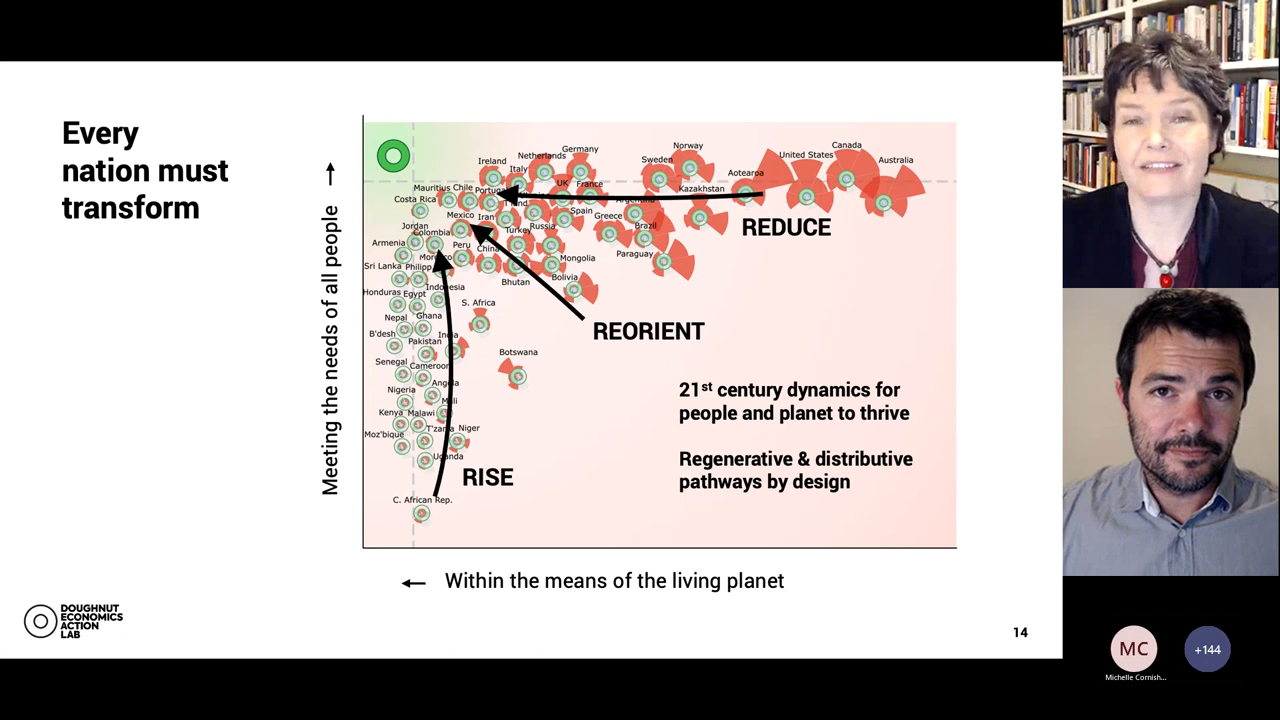 Every
nation must
transform
Meeting the needs of all people
Germany
Norway
Canada
Netherlands
Ireland
Sweden
United States
Australia
Italy
Aotearoa
UK
France
Kazakhstan
Mauritius
Chile
Costa Rica
REDUCE
Mexico
Iran
Spain
Greece
Jordan
Turkey
Russia
Brazil
Colombia
Armenia
Peru
China
Paraguay
Mongolia
Sri Lanka
Bhutan
Bolivia
Honduras
Egypt
Indonesia
S. Africa
Nepal
Ghana
REORIENT
B'desh
Pakistan
Botswana
Senegal
Cameroon
Angola
21st century dynamics for
people and planet to thrive
Nigeria
Kenya
Malawi
Niger
Moz'bique
Uganda
Regenerative & distributive
pathways by design
RISE
C. African Rep.
Within the means of the living planet
DOUGHNUT
ECONOMICS
ACTION
LAB
14
MC
+144
Michelle Cornish...